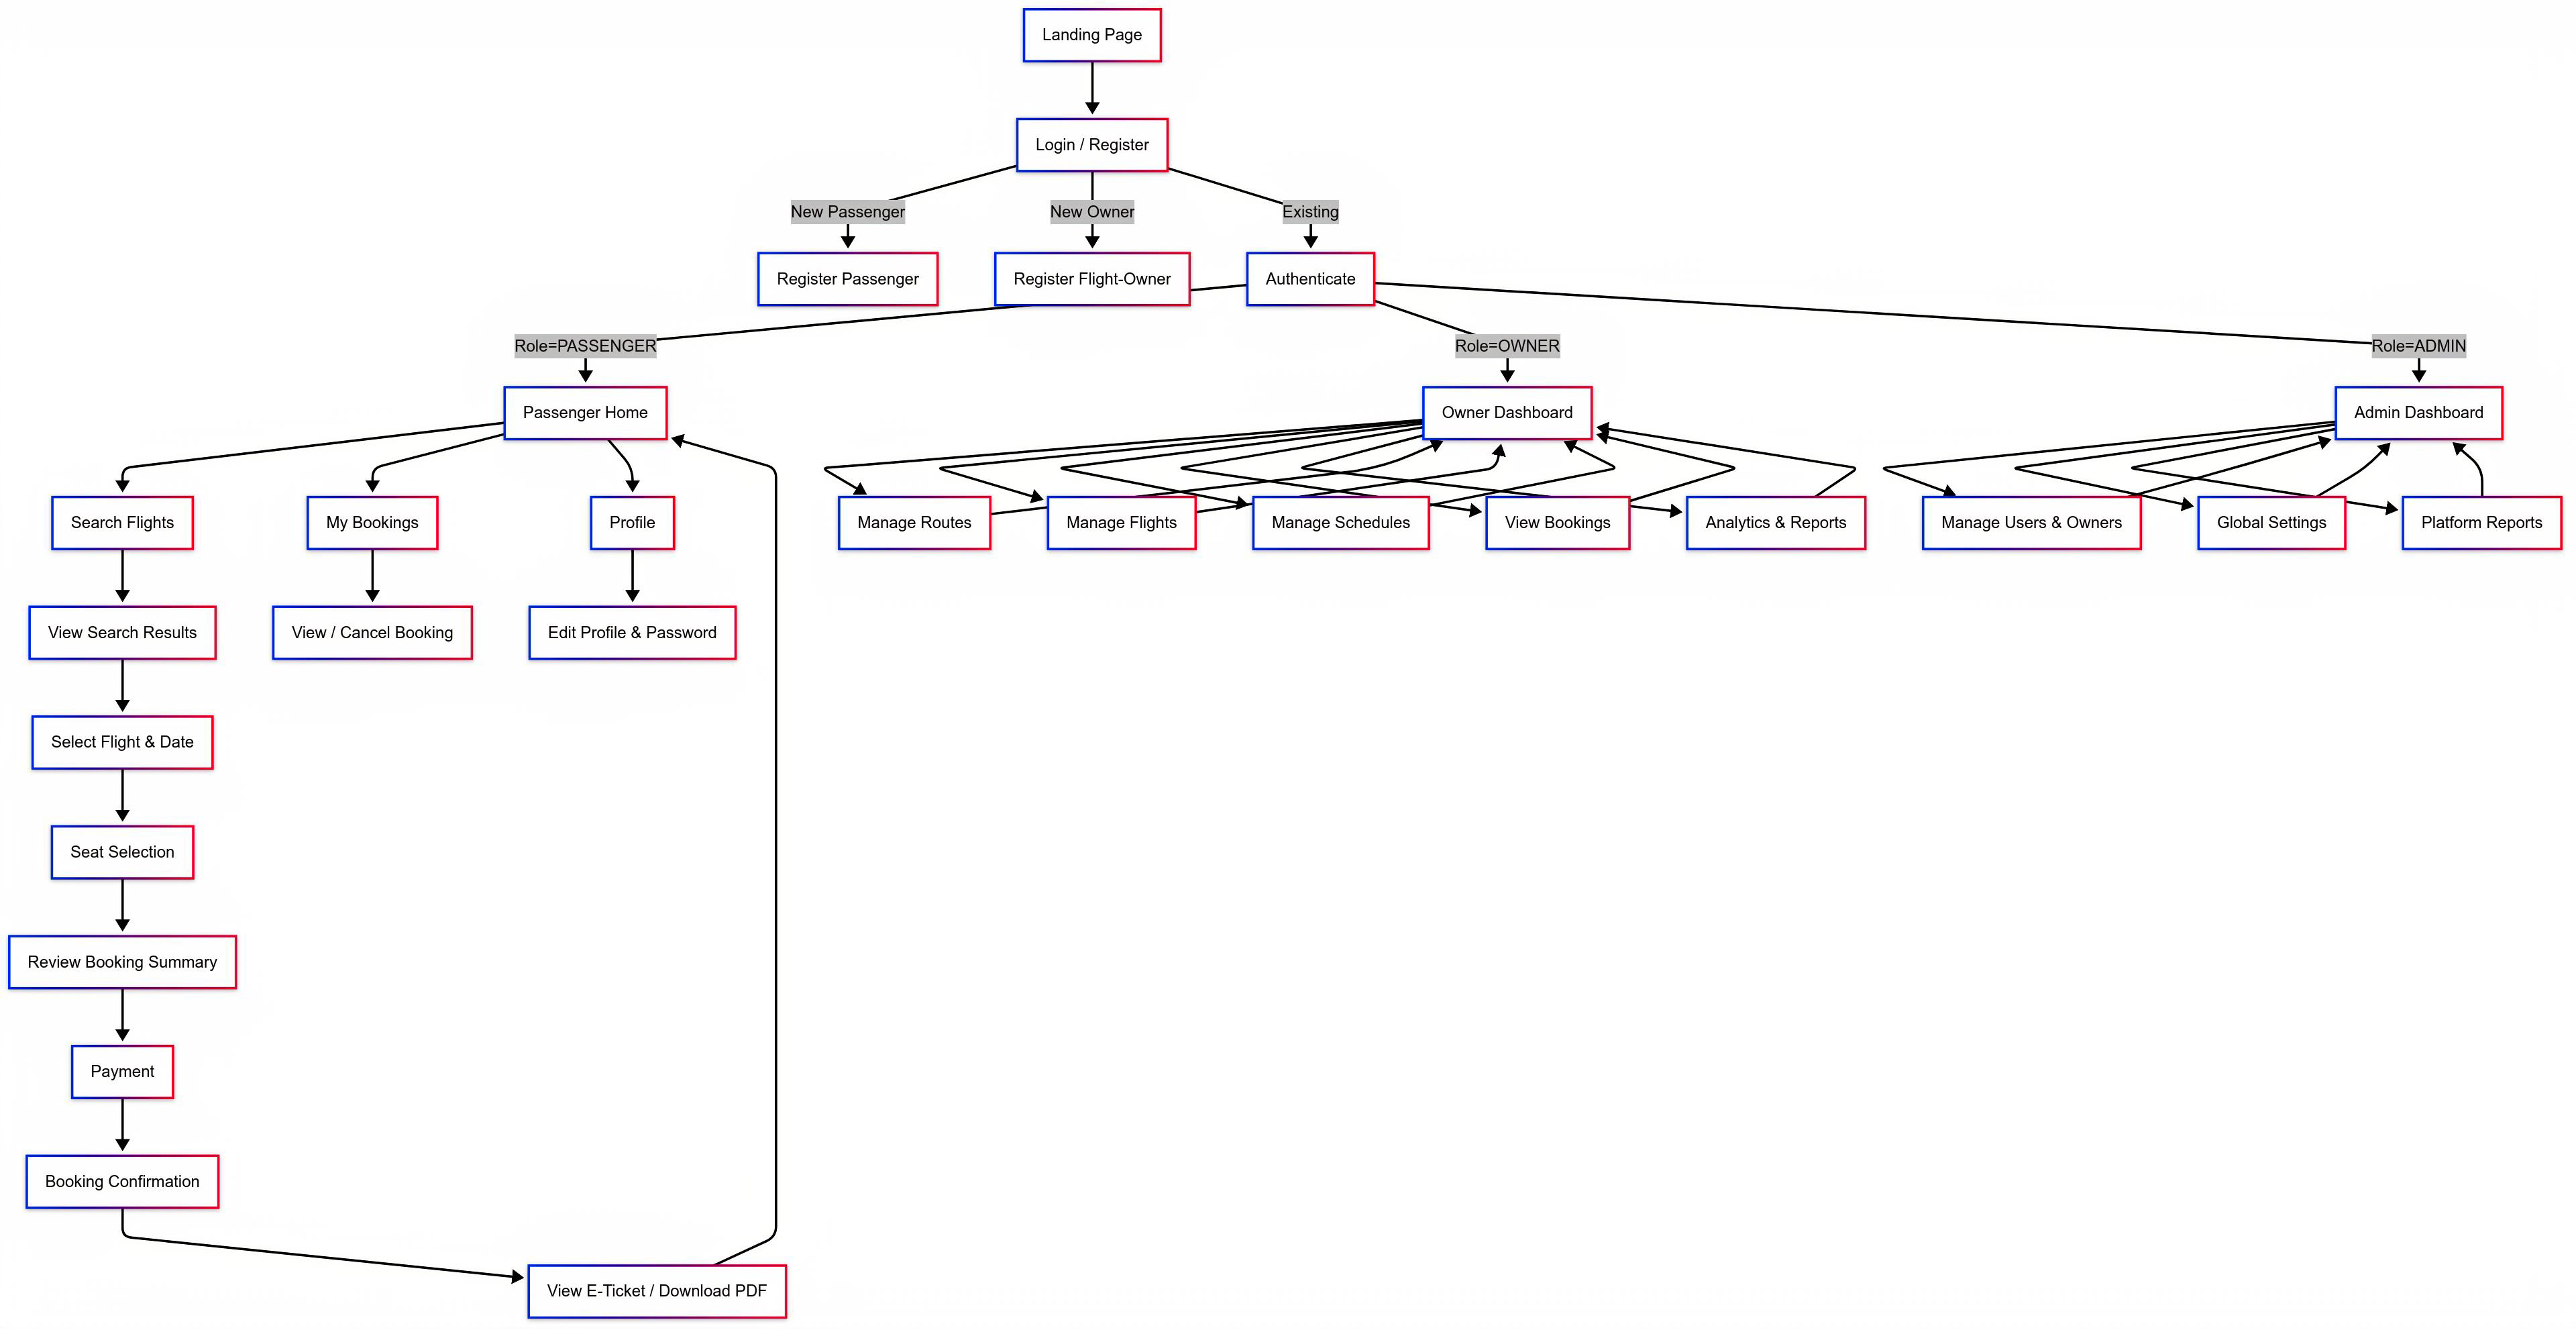 Landing Page
Login / Register
New Passenger
New Owner
Existing
Register Passenger
Register Flight-Owner
Authenticate
Role=PASSENGER
Role=OWNER
Role=ADMIN
Passenger Home
Owner Dashboard
Admin Dashboard
Search Flights
My Bookings
Profile
Manage Routes
Manage Flights
Manage Schedules
View Bookings
Analytics & Reports
Manage Users & Owners
Global Settings
Platform Reports
View Search Results
View / Cancel Booking
Edit Profile & Password
Select Flight & Date
Seat Selection
Review Booking Summary
Payment
Booking Confirmation
View E-Ticket / Download PDF